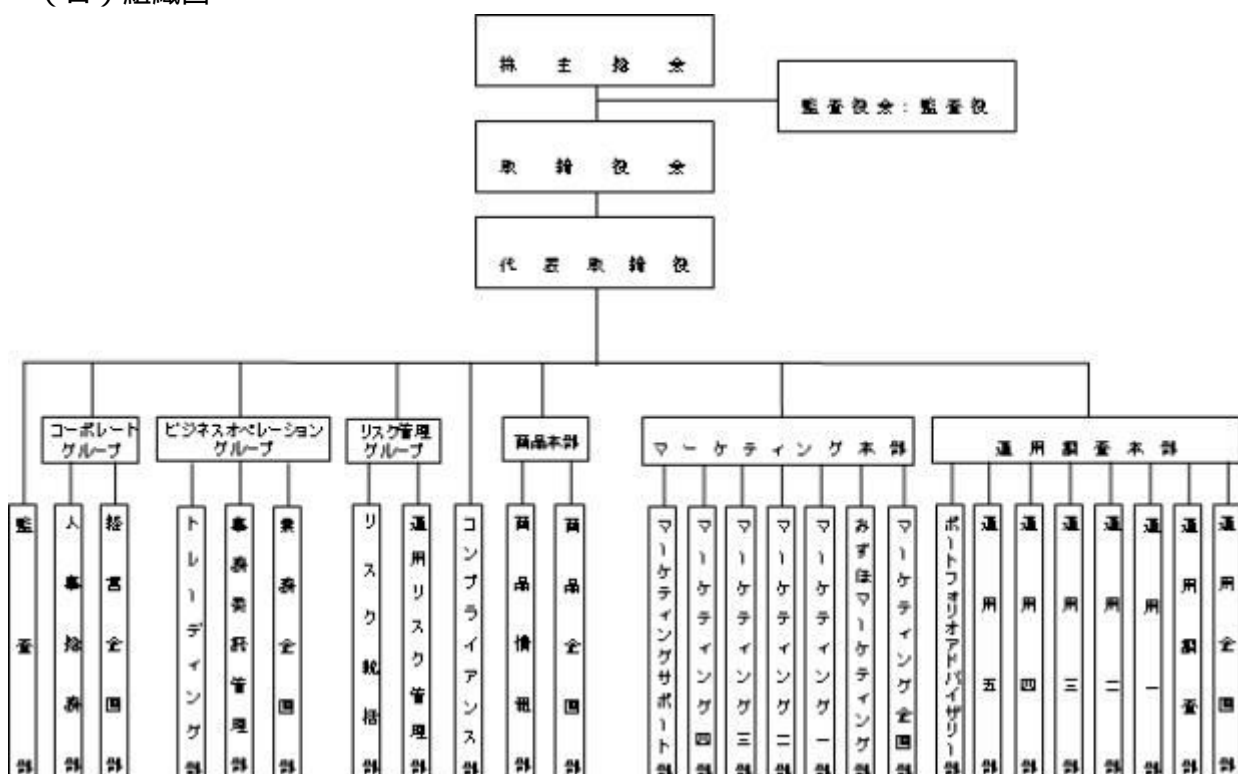 (ロ)組織図
株主総会
監査役会：監査役
取締役会
代表取締役
コーポレート
グループ
ビジネスオペレーション
グループ
リスク管理
グループ
商品本部
マーケティング本部
運用調査本部
監査部
人事総務部
経営企画部
トレーディング部
事務委託管理部
業務企画部
リスク統括部
運用リスク管理部
コンプライアンス部
商品情報部
商品企画部
マーケティングサポート部
マーケティング四部
マーケティング三部
マーケティング二部
マーケティング一部
みずほマーケティング部
マーケティング企画部
ポートフォリオアドバイザリー部
運用五部
運用四部
運用三部
運用二部
運用一部
運用調査部
運用企画部